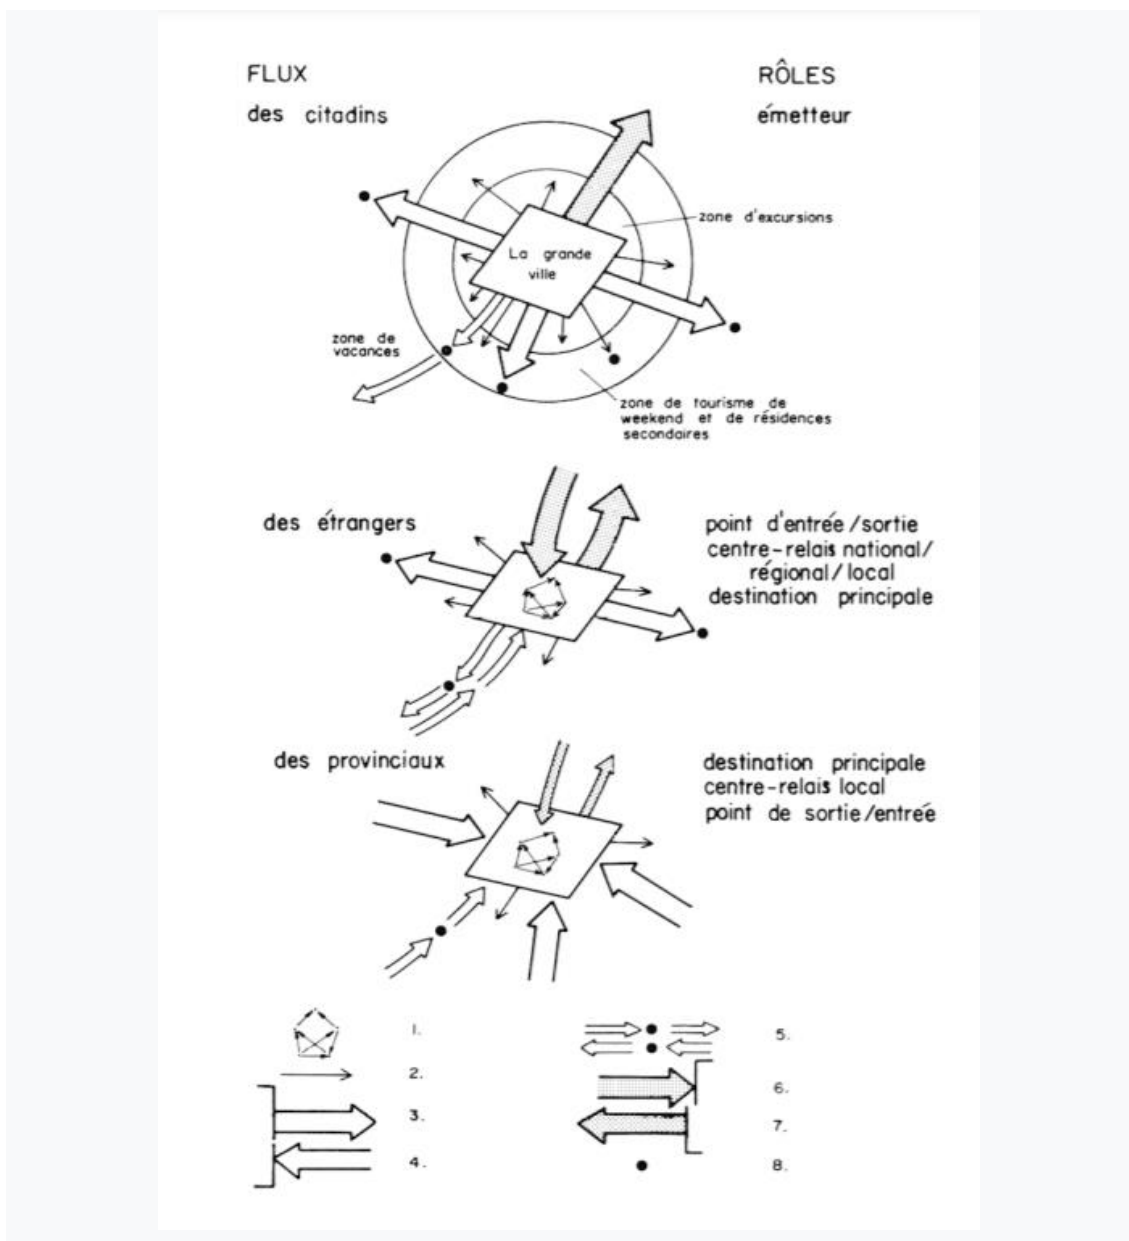 FLUX
RÔLES
des citadins
émetteur
zone d'excursions
La grande
ville
zone de
vacances
zone de tourisme de
weekend et de résidences
secondaires
des étrangers
point d'entrée/sortie
centre-relais national/
régional/local
destination principale
des provinciaux
destination principale
centre-relais local
point de sortie/entrée
1.
2.
3.
4.
5.
6.
7.
8.